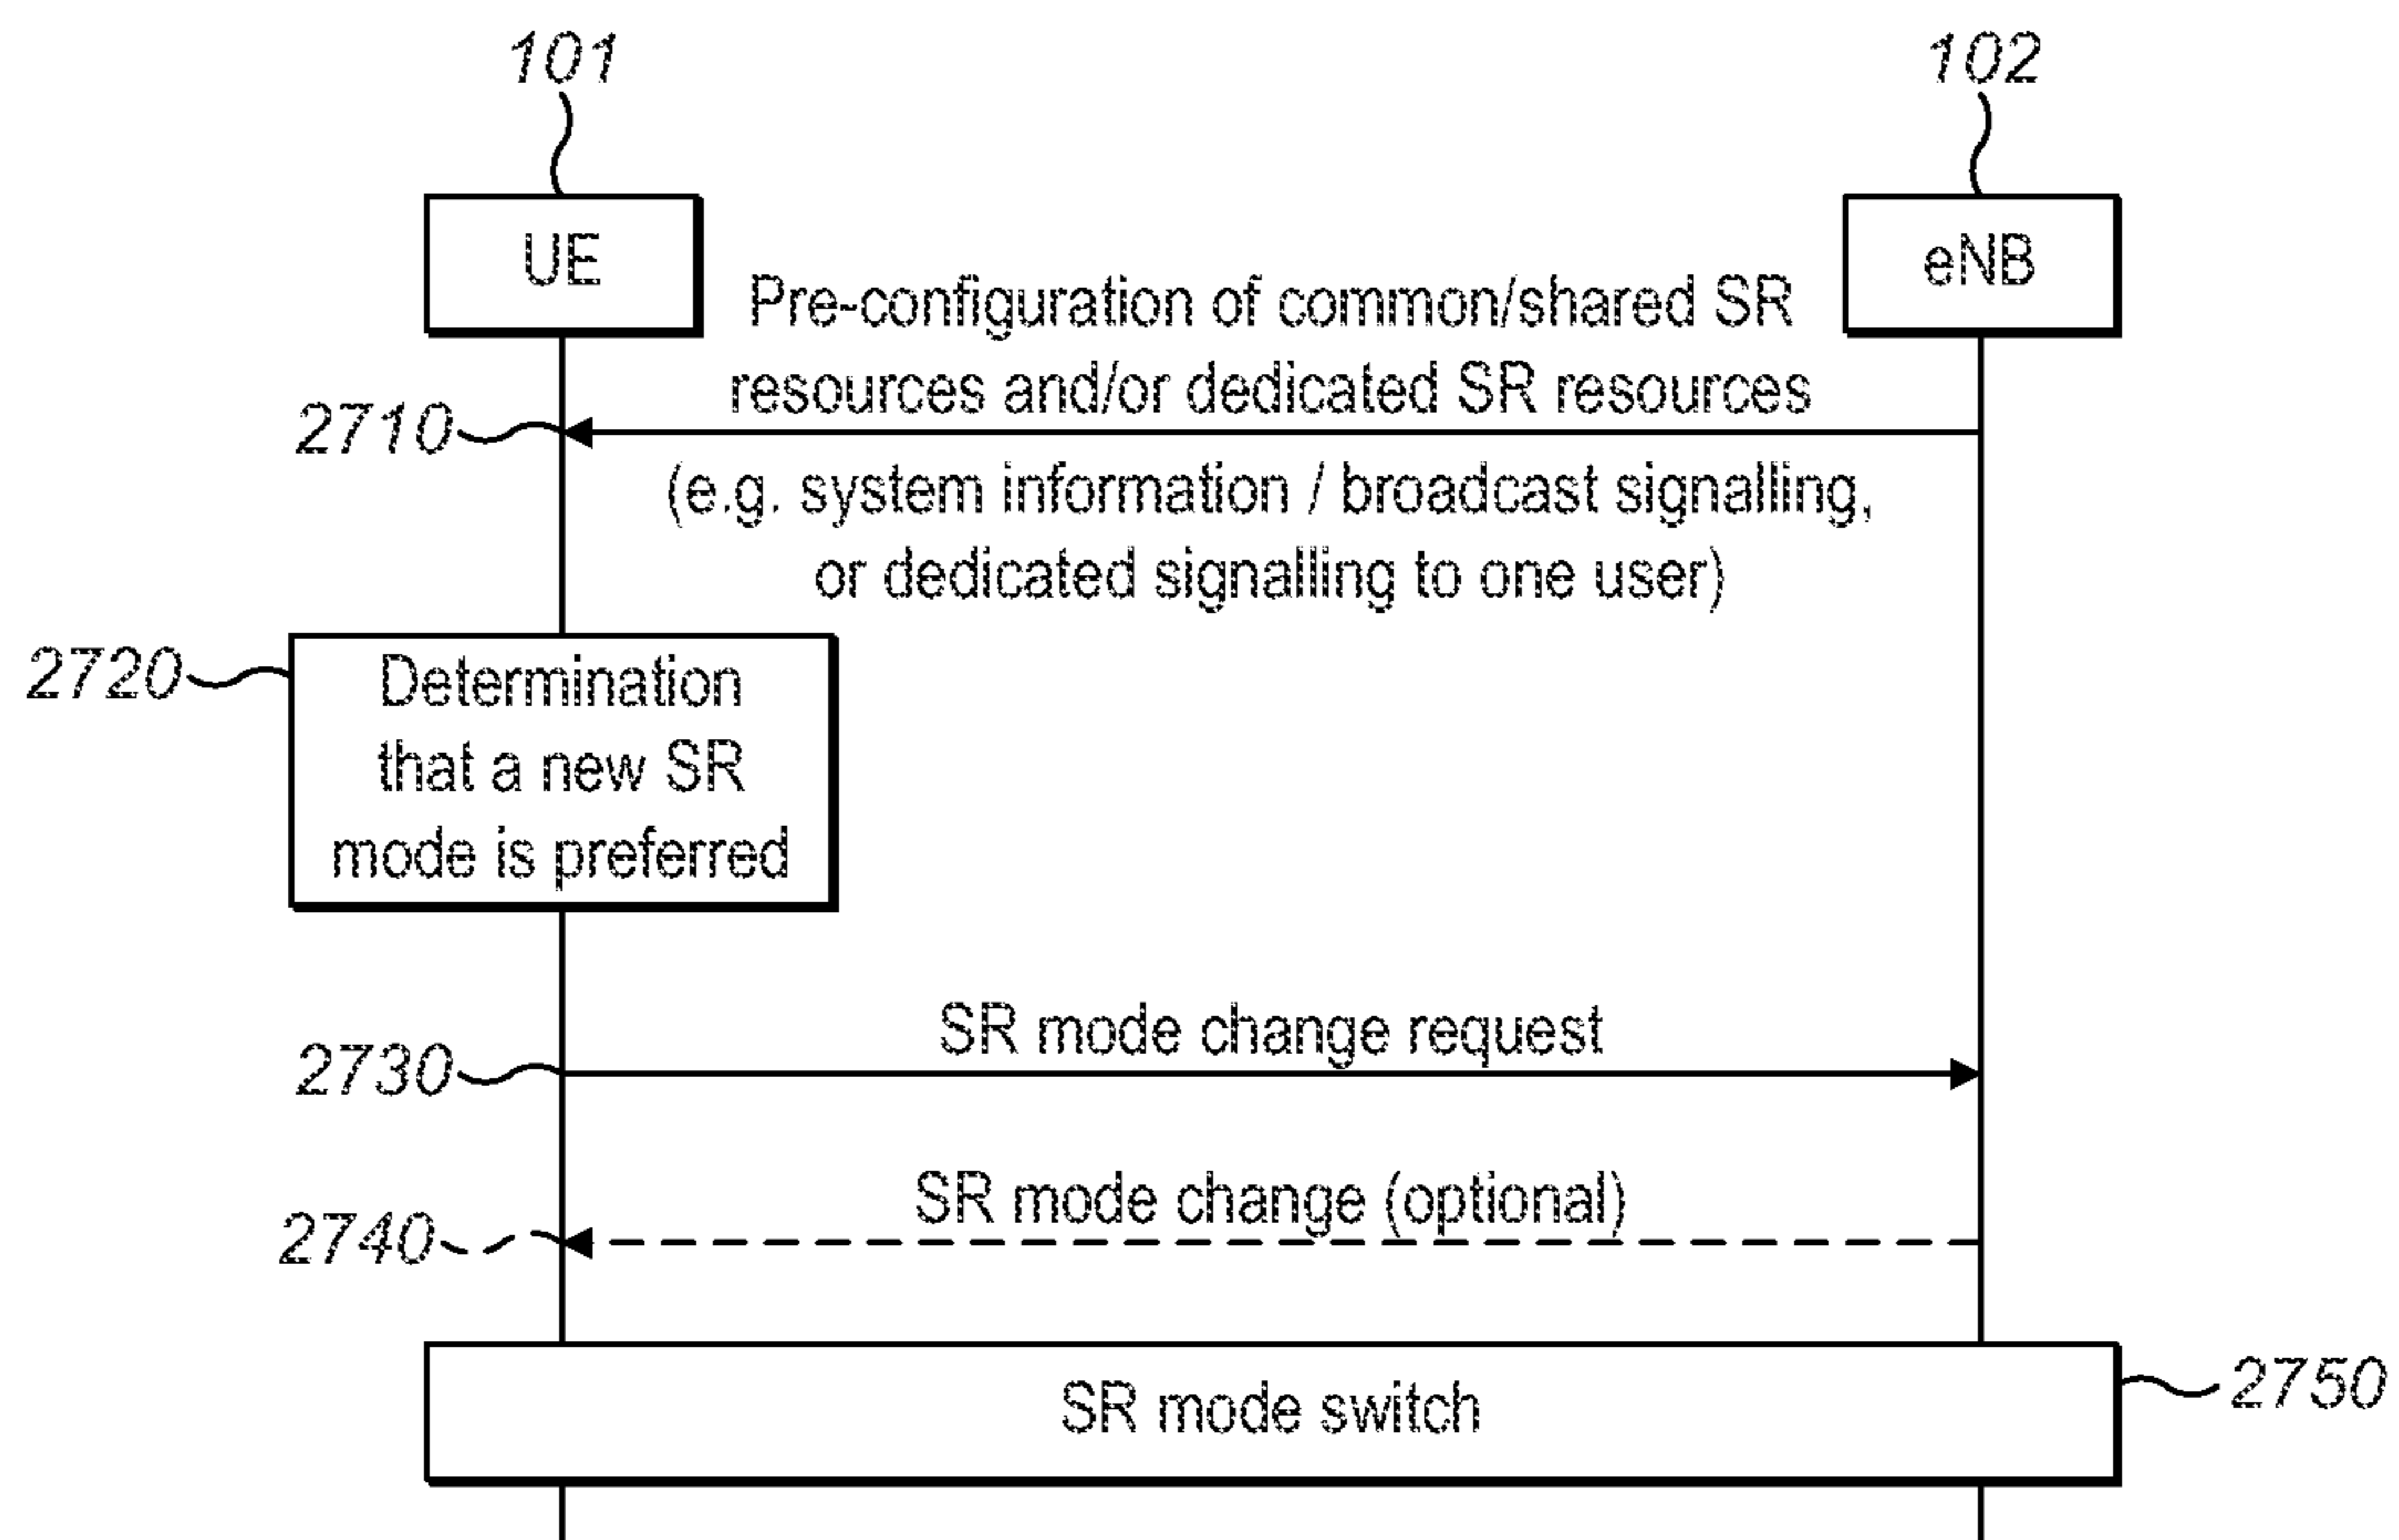 101
102
UE
eNB
Pre-configuration of common/shared SR
resources and/or dedicated SR resources
2710
(e.g. system information / broadcast signalling,
or dedicated signalling to one user)
2720
Determination
that a new SR
mode is preferred
SR mode change request
2730
SR mode change (optional)
2740
SR mode switch
2750